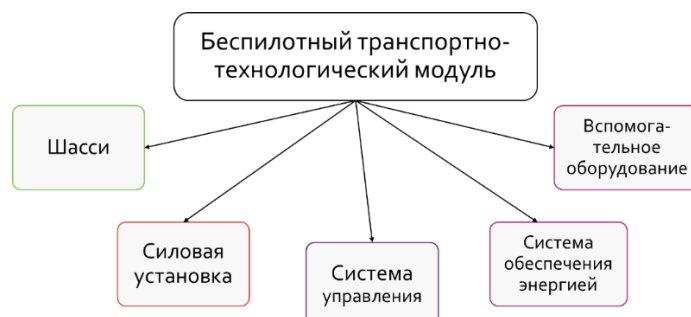 Беспилотный транспортно-
технологический модуль
Шасси
Вспомога-
тельное
оборудование
Силовая
установка
Система
управления
Система
обеспечения
энергией